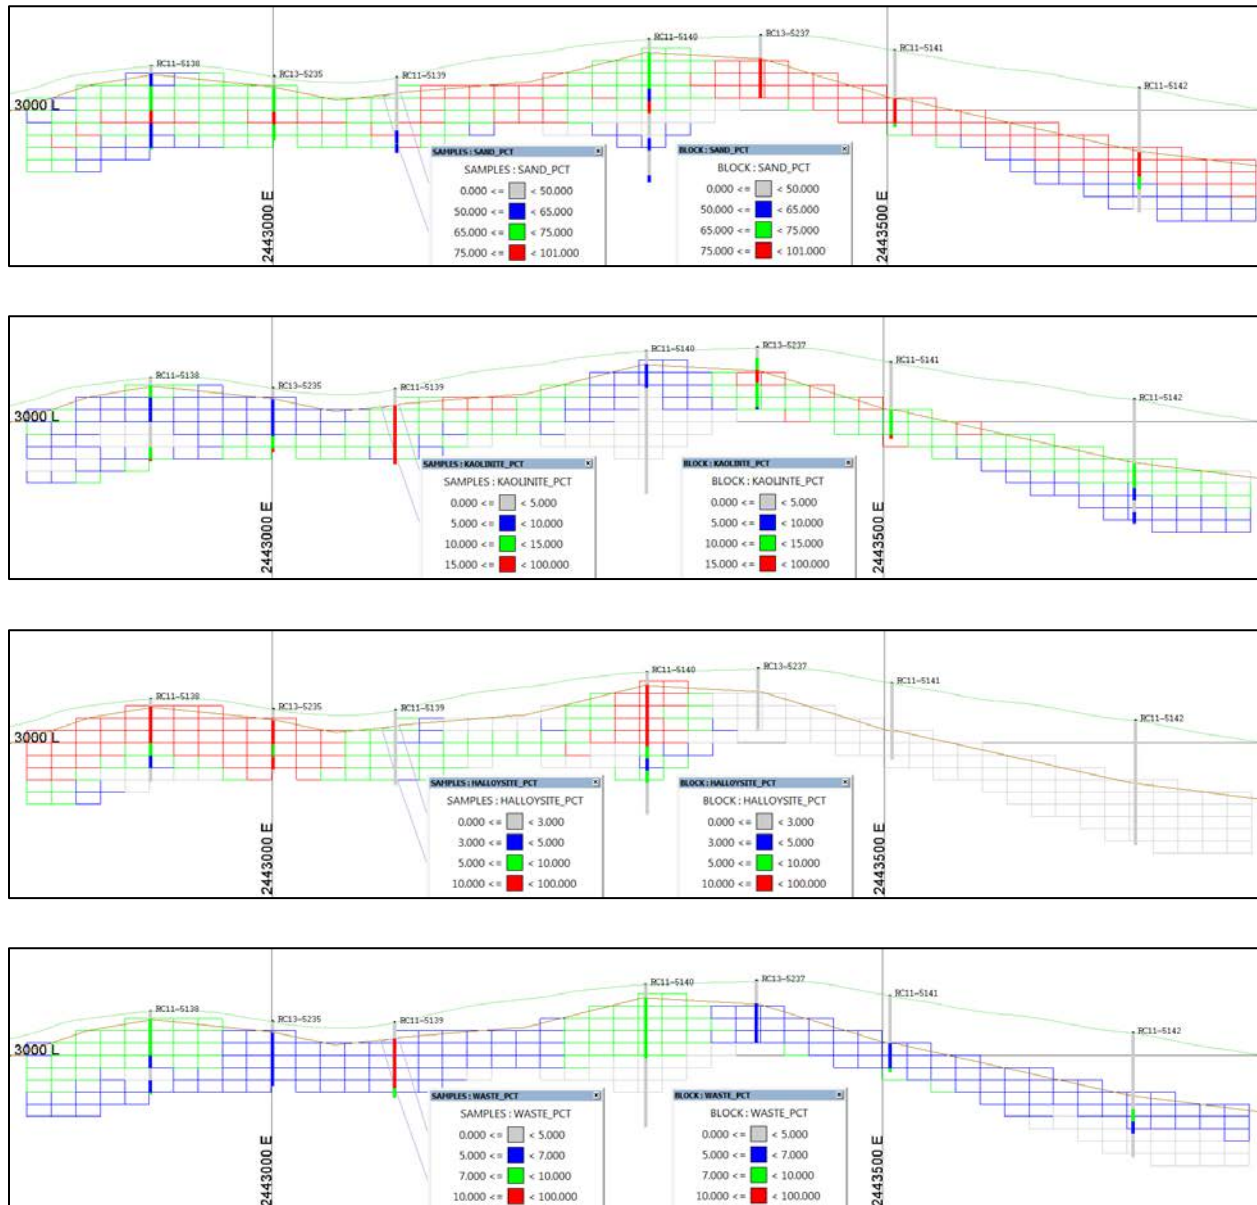 RC11-5140
RC13-5237
RC11-5141
RC11-5138
RC13-5235
RC11-5139
RC11-5142
3000 L
2443000 E
2443500 E
SAMPLES : SAND_PCT
SAMPLES : SAND_PCT
0.000 <= < 50.000
50.000 <= < 65.000
65.000 <= < 75.000
75.000 <= < 101.000
BLOCK : SAND_PCT
BLOCK : SAND_PCT
0.000 <= < 50.000
50.000 <= < 65.000
65.000 <= < 75.000
75.000 <= < 101.000
RC11-5140
RC13-5237
RC11-5141
RC11-5138
RC13-5235
RC11-5139
RC11-5142
3000 L
2443000 E
2443500 E
SAMPLES : KAOLINITE_PCT
SAMPLES : KAOLINITE_PCT
0.000 <= < 5.000
5.000 <= < 10.000
10.000 <= < 15.000
15.000 <= < 100.000
BLOCK : KAOLINTE_PCT
BLOCK : KAOLINITE_PCT
0.000 <= < 5.000
5.000 <= < 10.000
10.000 <= < 15.000
15.000 <= < 100.000
RC11-5140
RC13-5237
RC11-5141
RC11-5138
RC13-5235
RC11-5139
RC11-5142
3000 L
2443000 E
2443500 E
SAMPLES : HALLOYSITE_PCT
SAMPLES : HALLOYSITE_PCT
0.000 <= < 3.000
3.000 <= < 5.000
5.000 <= < 10.000
10.000 <= < 100.000
BLOCK : HALLOYSITE_PCT
BLOCK : HALLOYSITE_PCT
0.000 <= < 3.000
3.000 <= < 5.000
5.000 <= < 10.000
10.000 <= < 100.000
RC11-5140
RC13-5237
RC11-5141
RC11-5138
RC13-5235
RC11-5139
RC11-5142
3000 L
2443000 E
2443500 E
SAMPLES : WASTE_PCT
SAMPLES : WASTE_PCT
0.000 <= < 5.000
5.000 <= < 7.000
7.000 <= < 10.000
10.000 <= < 100.000
BLOCK : WASTE_PCT
BLOCK : WASTE_PCT
0.000 <= < 5.000
5.000 <= < 7.000
7.000 <= < 10.000
10.000 <= < 100.000